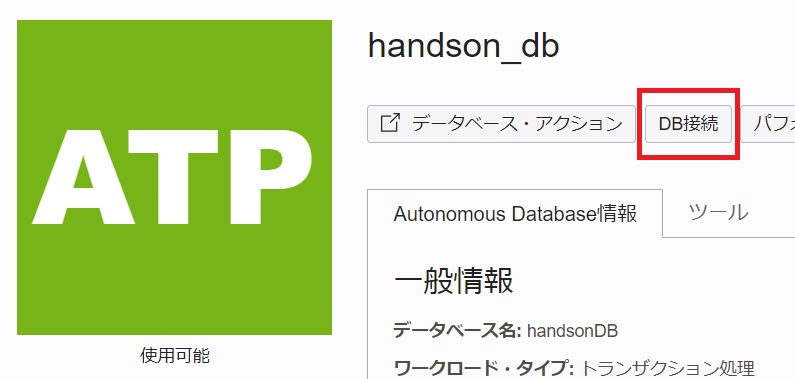 ATP
使用可能
handson_db
データベース・アクション
DB接続
パフォ
Autonomous Database情報
ツール
一般情報
データベース名: handsonDB
ワークロード・タイプ: トランザクション処理